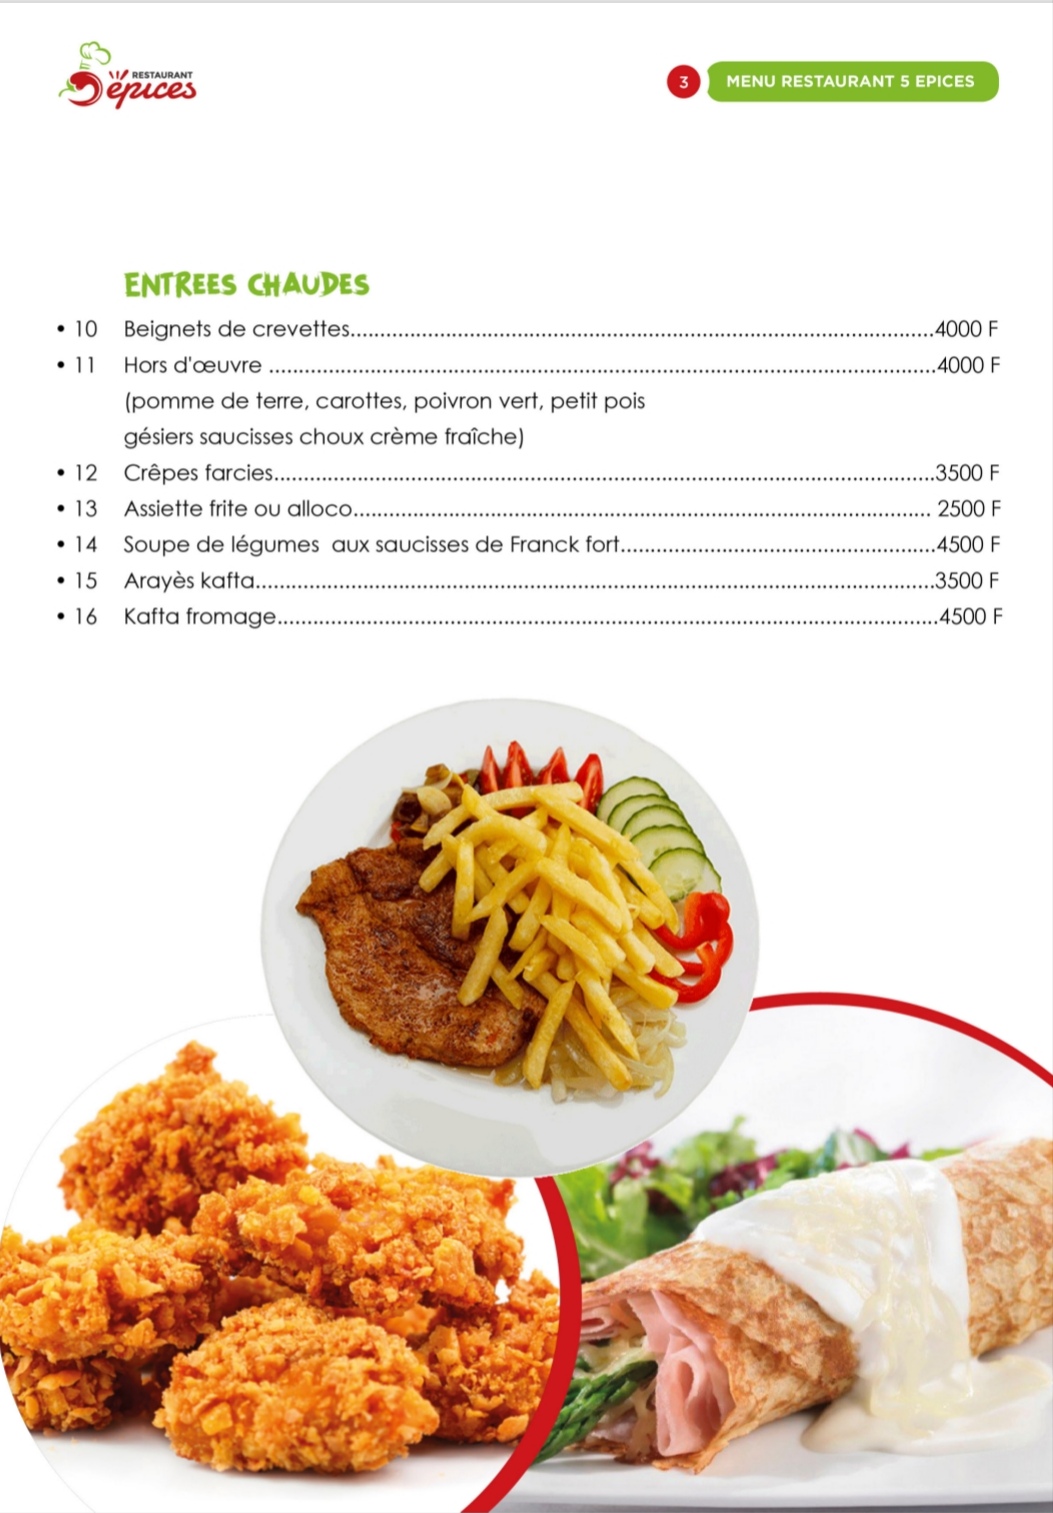 RESTAURANT
5 épices
3 MENU RESTAURANT 5 EPICES
ENTREES CHAUDES
• 10 Beignets de crevettes..................................................................................................4000 F
• 11 Hors d'œuvre ................................................................................................................4000 F
(pomme de terre, carottes, poivron vert, petit pois
gésiers saucisses choux crème fraîche)
• 12 Crêpes farcies...............................................................................................................3500 F
• 13 Assiette frite ou alloco................................................................................................. 2500 F
• 14 Soupe de légumes  aux saucisses de Franck fort.....................................................4500 F
• 15 Arayès kafta..................................................................................................................3500 F
• 16 Kafta fromage...............................................................................................................4500 F